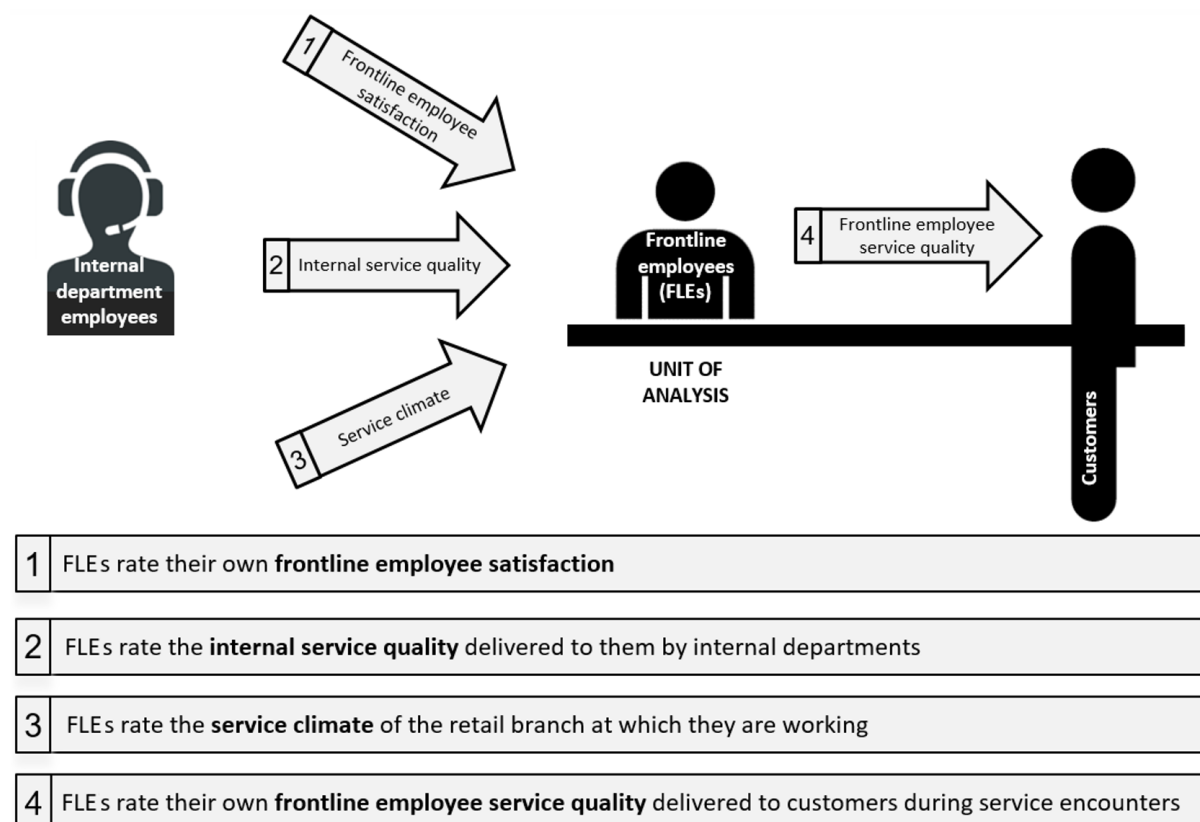 1
Frontline employee
satisfaction
Internal
department
employees
2 Internal service quality
3
Service climate
Frontline
employees
(FLEs)
UNIT OF
ANALYSIS
4
Frontline employee
service quality
Customers
1 FLEs rate their own frontline employee satisfaction
2 FLEs rate the internal service quality delivered to them by internal departments
3 FLEs rate the service climate of the retail branch at which they are working
4 FLEs rate their own frontline employee service quality delivered to customers during service encounters